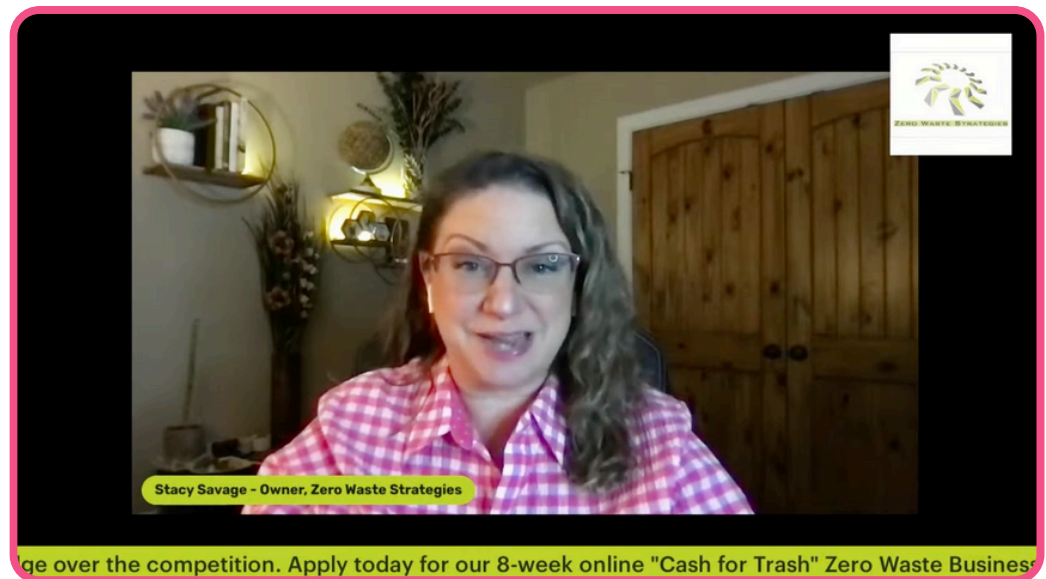 ZERO WASTE STRATEGIES
Stacy Savage - Owner, Zero Waste Strategies
over the competition. Apply today for our 8-week online "Cash for Trash" Zero Waste Business